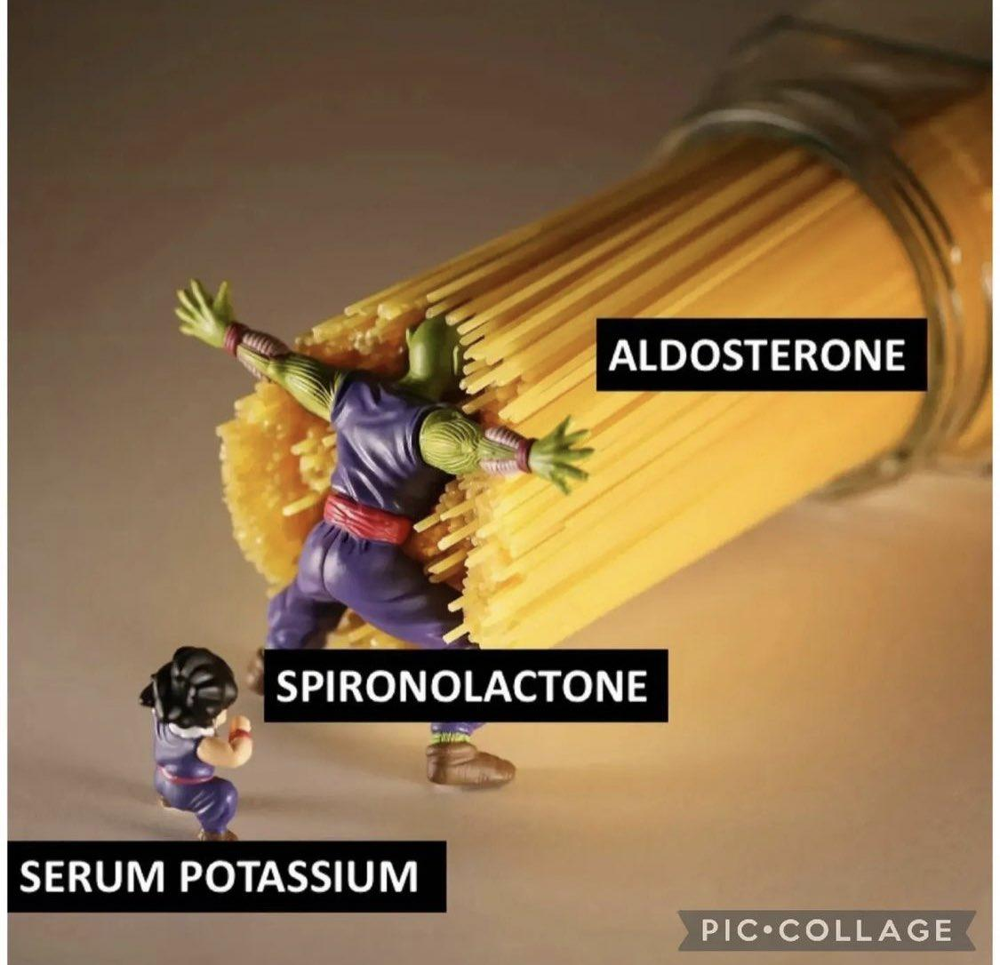 ALDOSTERONE
SPIRONOLACTONE
SERUM POTASSIUM
PIC•COLLAGE